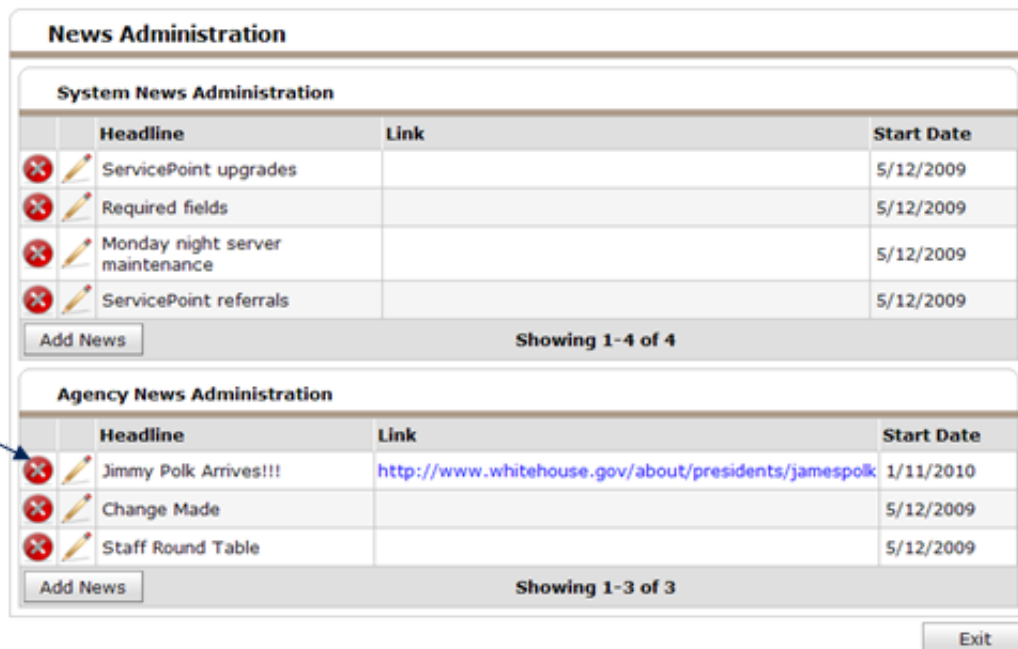 News Administration
System News Administration
Headline Link Start Date
ServicePoint upgrades 5/12/2009
Required fields 5/12/2009
Monday night server
maintenance 5/12/2009
ServicePoint referrals 5/12/2009
Add News Showing 1-4 of 4
Agency News Administration
Headline Link Start Date
Jimmy Polk Arrives!!! http://www.whitehouse.gov/about/presidents/jamespolk 1/11/2010
Change Made 5/12/2009
Staff Round Table 5/12/2009
Add News Showing 1-3 of 3
Exit